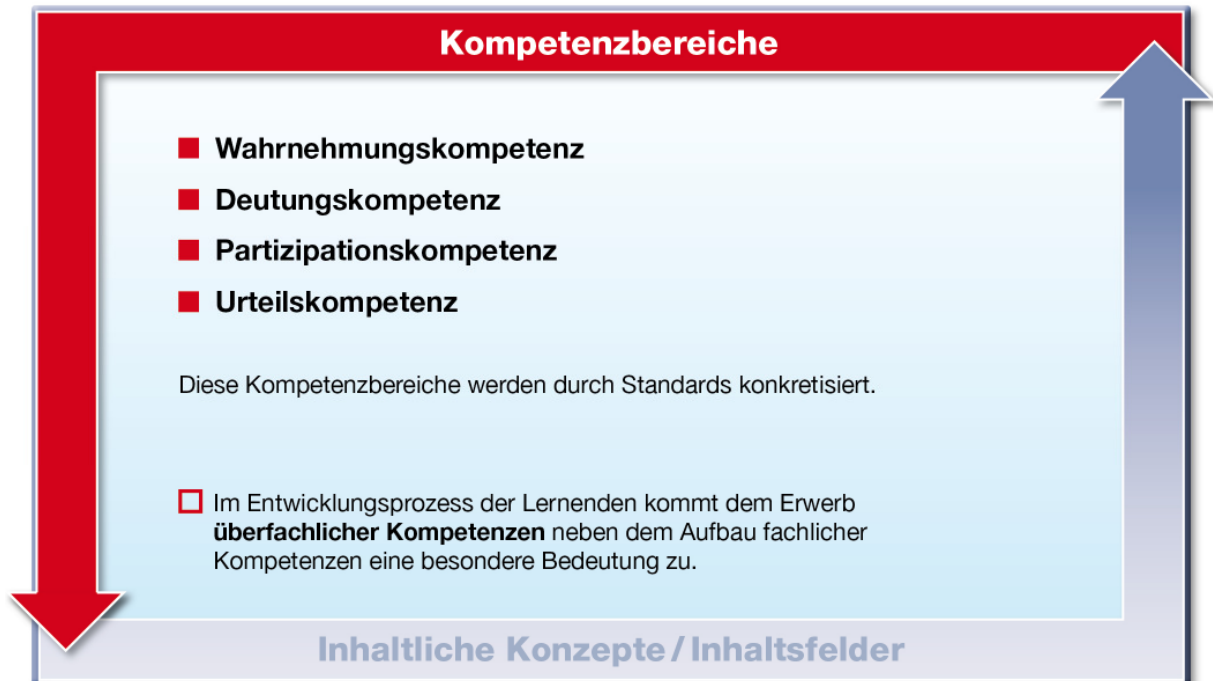 Kompetenzbereiche
Wahrnehmungskompetenz
Deutungskompetenz
Partizipationskompetenz
Urteilskompetenz
Diese Kompetenzbereiche werden durch Standards konkretisiert.
Im Entwicklungsprozess der Lernenden kommt dem Erwerb
überfachlicher Kompetenzen neben dem Aufbau fachlicher
Kompetenzen eine besondere Bedeutung zu.
Inhaltliche Konzepte / Inhaltsfelder